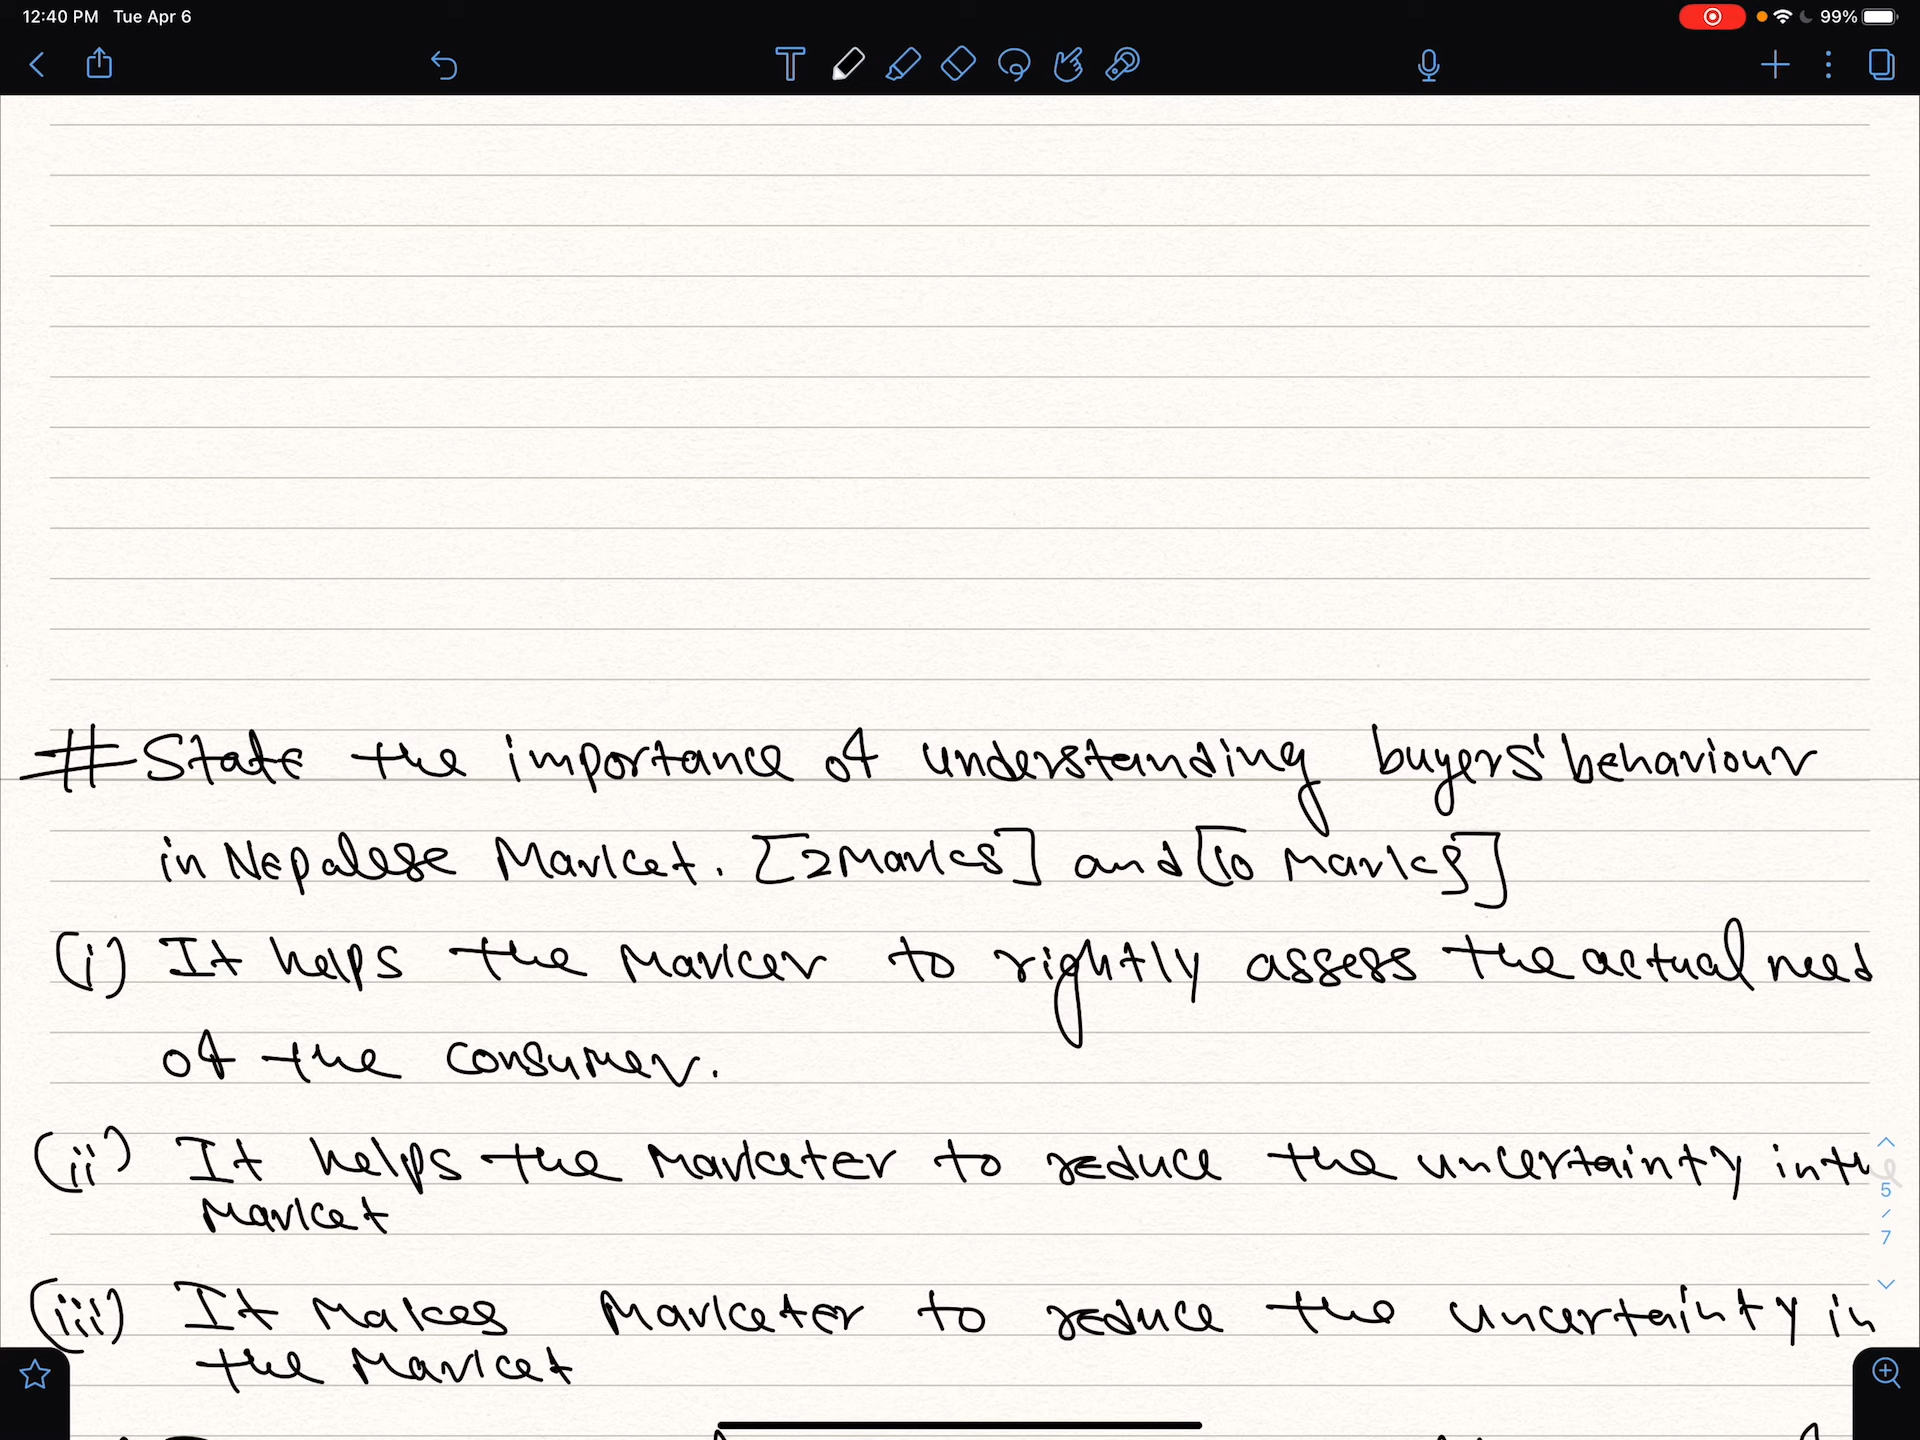 12:40 PM Tue Apr 6
99%
# State the importance of understanding buyers' behaviour
in Nepalese Market. [2 Marks] and [10 Marks]
(i) It helps the Marker to rightly assess the actual need
of the consumer.
(ii) It helps the Marketer to reduce the uncertainty in the
Market
(iii) It Makes Marketer to reduce the uncertainty in
the Market
5
/
7